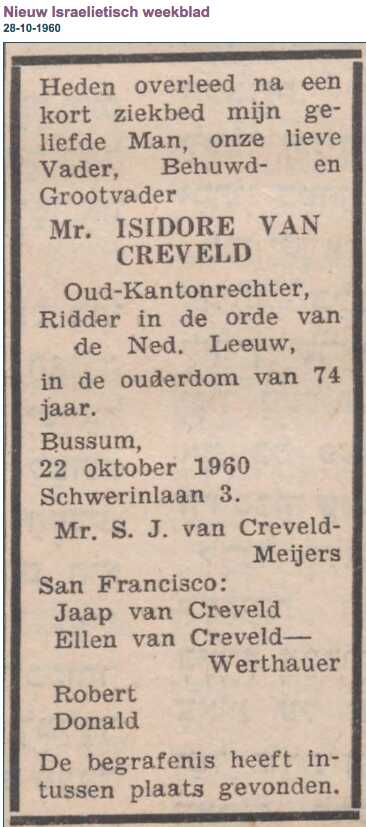 Nieuw Israelietisch weekblad
28-10-1960
Heden overleed na een
kort ziekbed mijn ge-
liefde Man, onze lieve
Vader, Behuwd- en
Grootvader
Mr. ISIDORE VAN
CREVELD
Oud-Kantonrechter,
Ridder in de orde van
de Ned. Leeuw,
in de ouderdom van 74
jaar.
Bussum,
22 oktober 1960
Schwerinlaan 3.
Mr. S. J. van Creveld-
Meijers
San Francisco:
Jaap van Creveld
Ellen van Creveld—
Werthauer
Robert
Donald
De begrafenis heeft in-
tussen plaats gevonden.